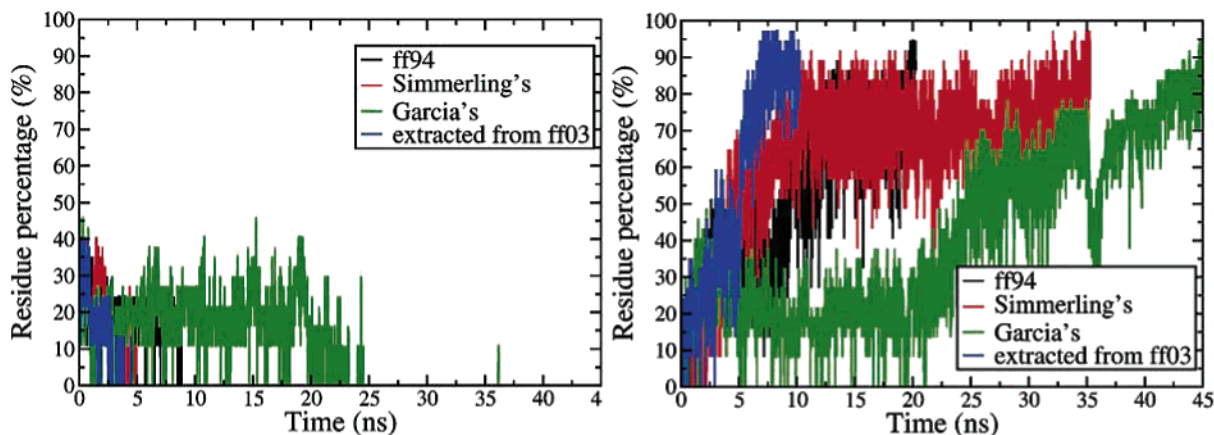 Residue percentage (%)
100
90
80
70
60
50
40
30
20
10
0
ff94
Simmerling's
Garcia's
extracted from ff03
0 5 10 15 20 25 30 35 40 4
Time (ns)
Residue percentage (%)
100
90
80
70
60
50
40
30
20
10
0
ff94
Simmerling's
Garcia's
extracted from ff03
0 5 10 15 20 25 30 35 40 45
Time (ns)